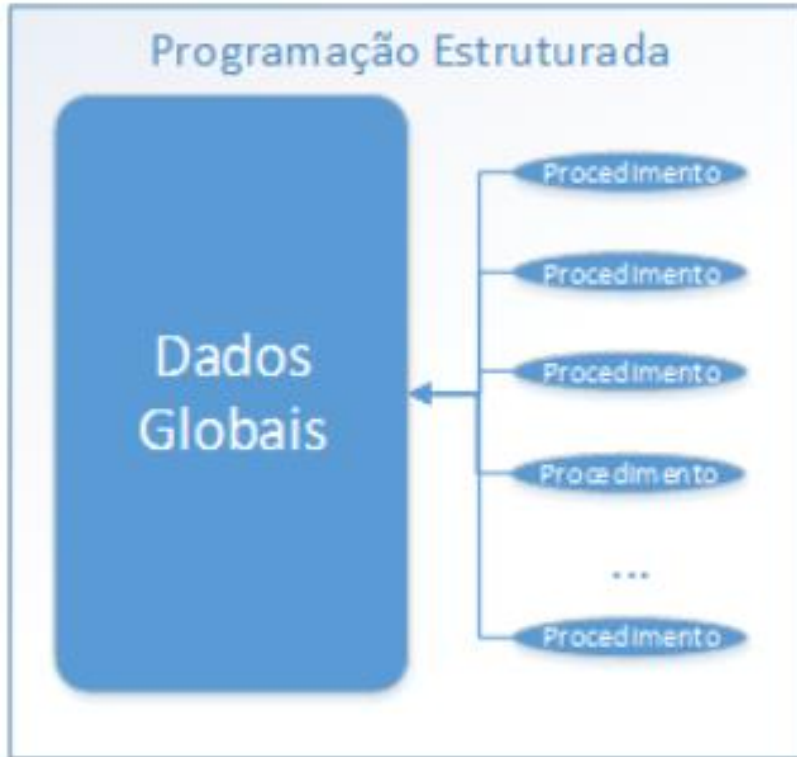 Programação Estruturada
Dados
Globais
Procedimento
Procedimento
Procedimento
Procedimento
...
Procedimento